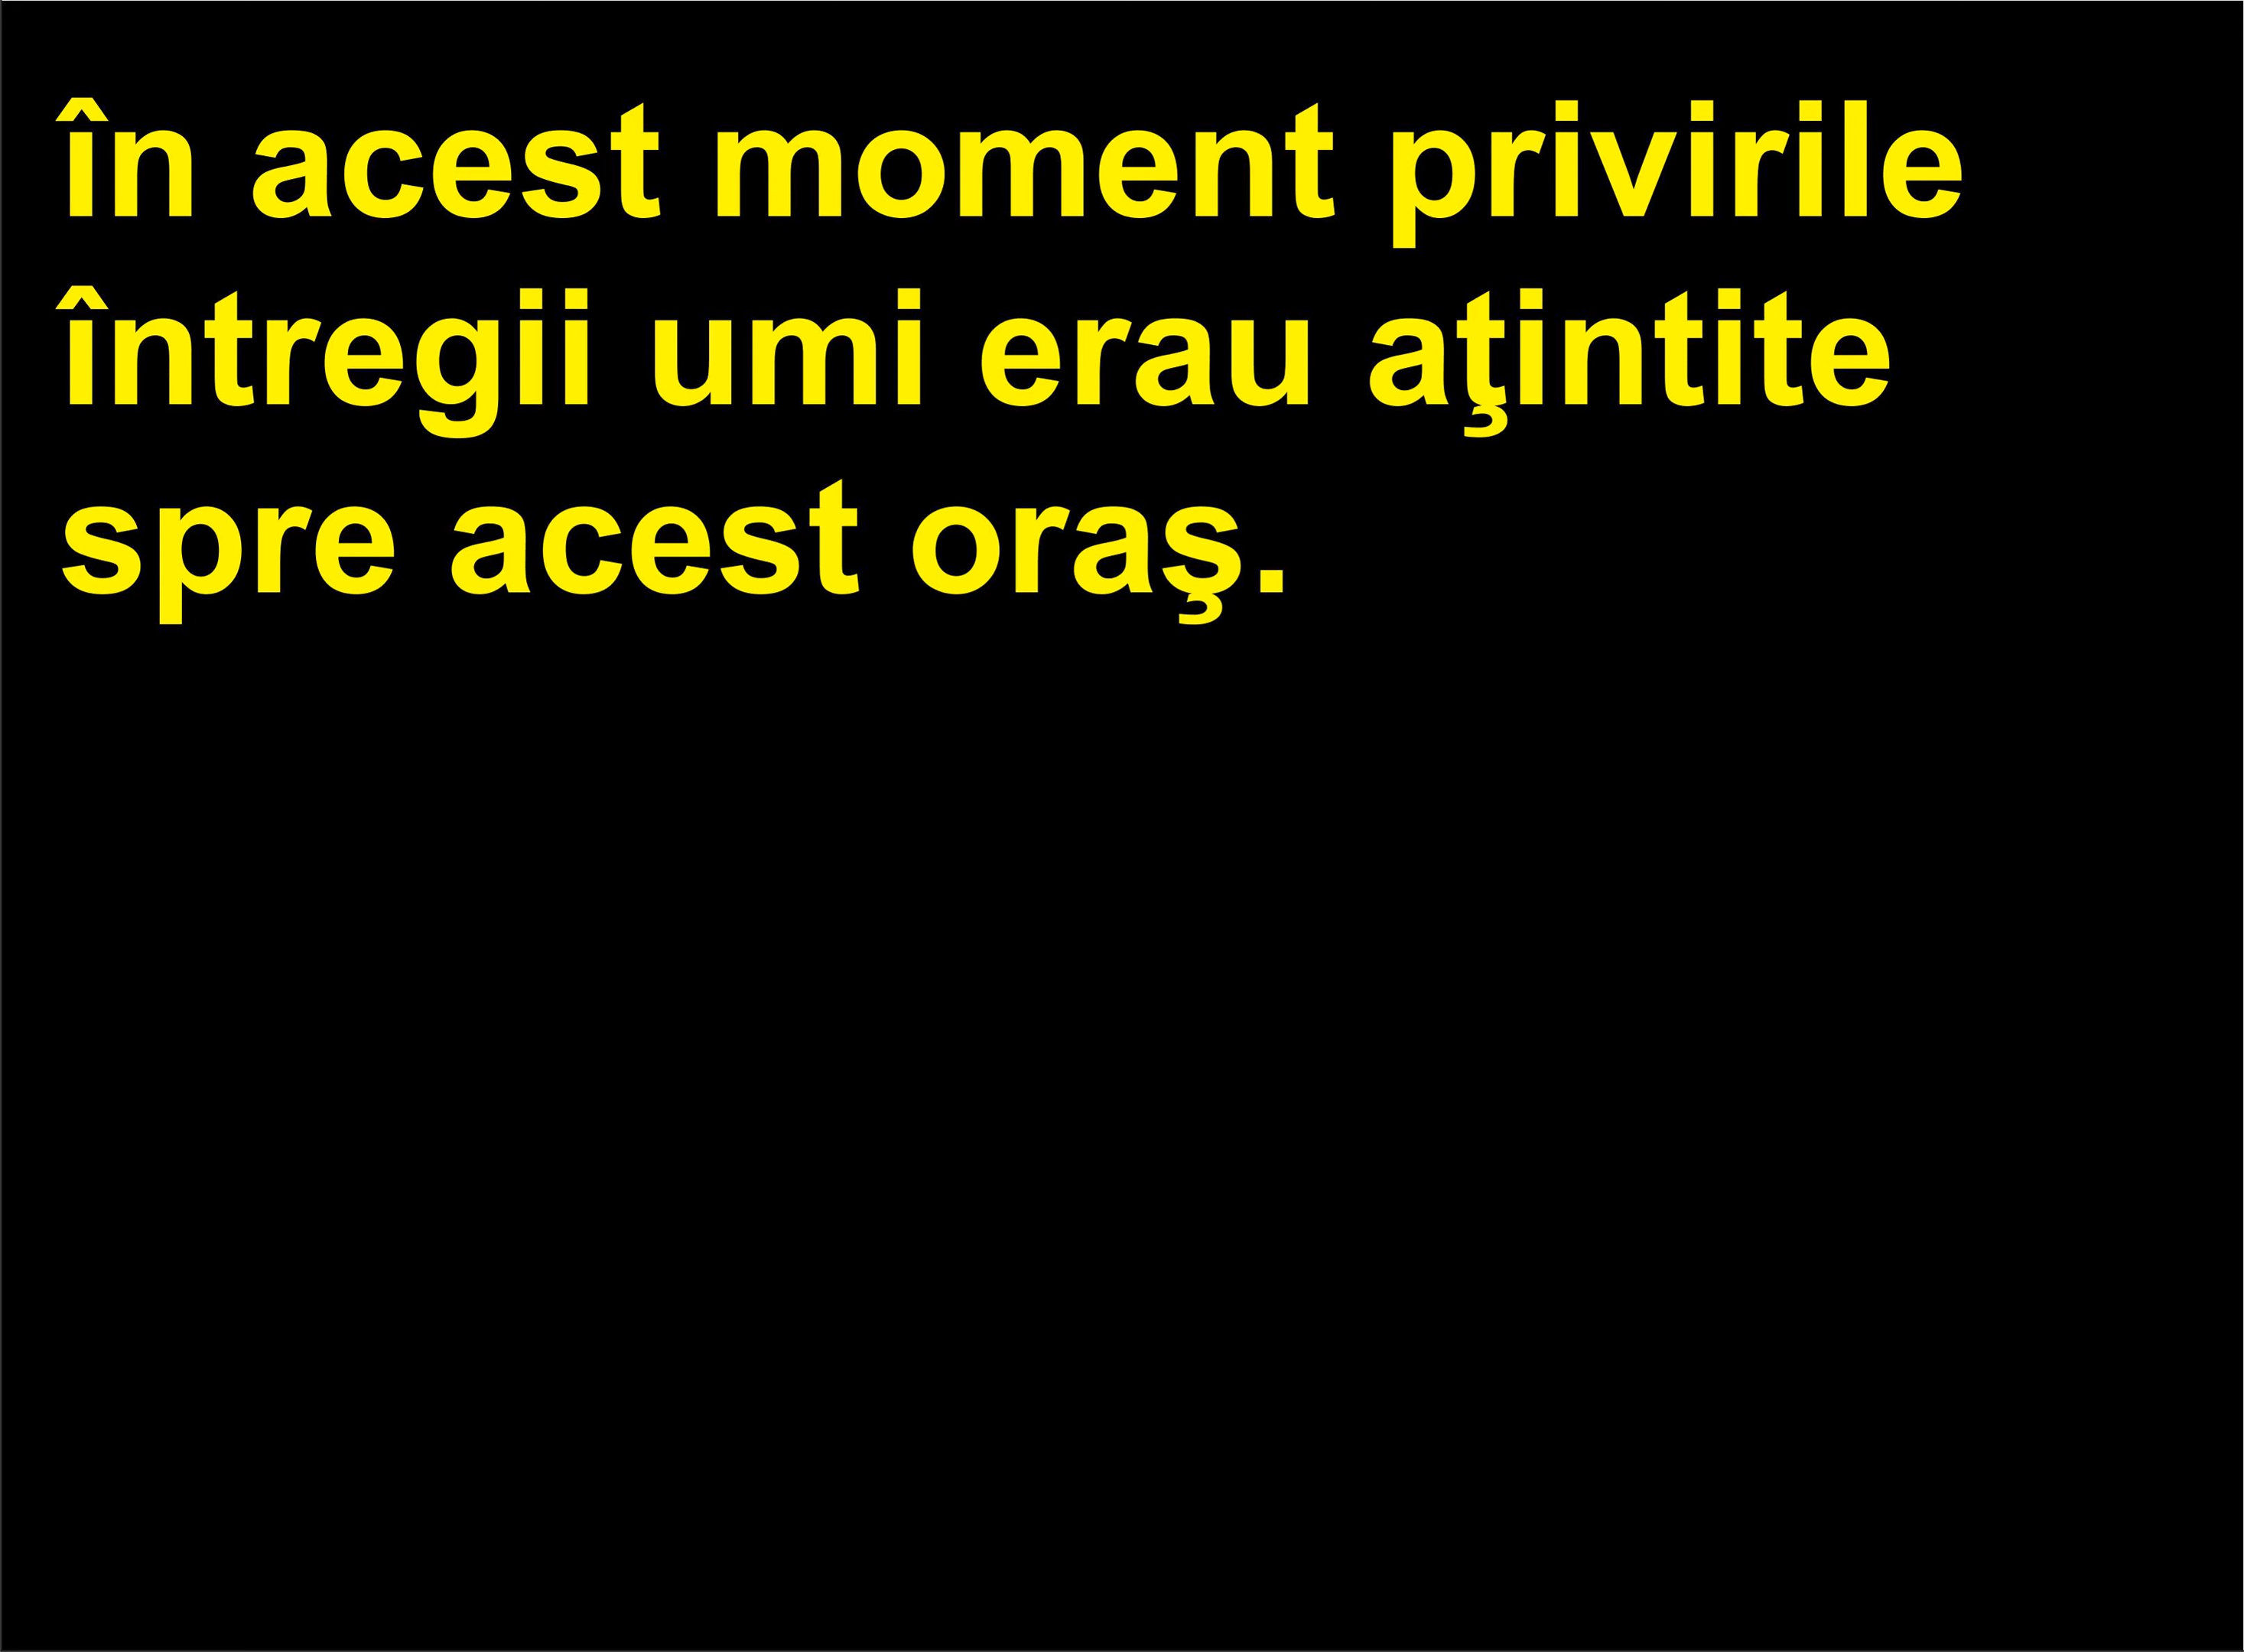 în acest moment privirile
întregii umi erau aţintite
spre acest oraş.